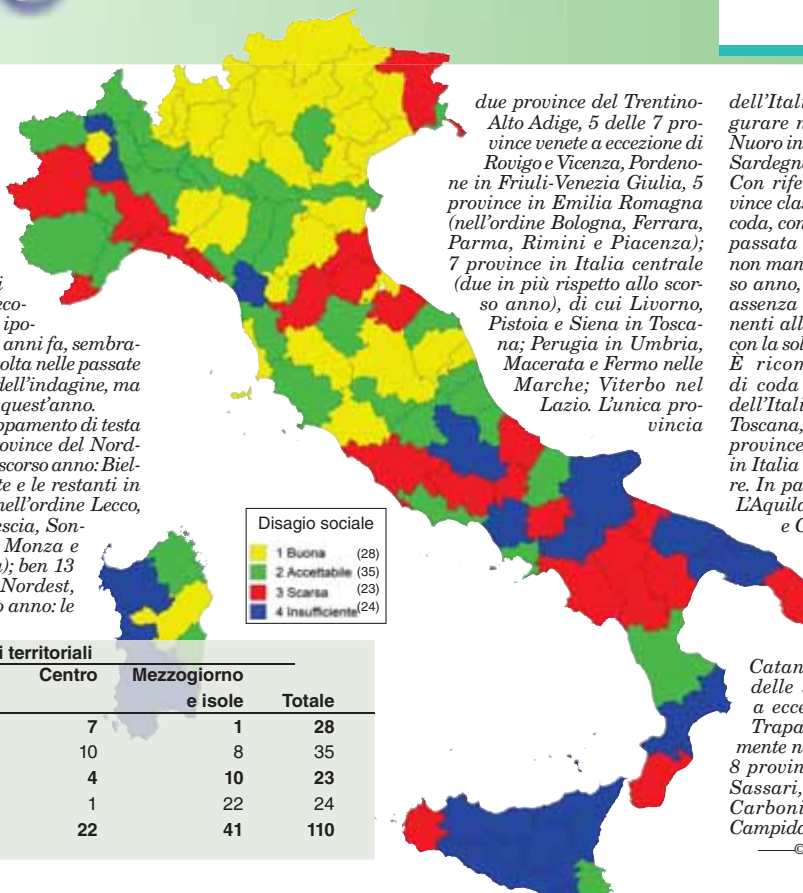 i
eco-
ipo-
anni fa, sembra-
olta nelle passate
dell'indagine, ma
quest'anno.
ppamento di testa
ovince del Nord-
scorso anno: Biel-
te e le restanti in
nell'ordine Lecco,
escia, Son-
Monza e
a); ben 13
Nordest,
o anno: le
due province del Trentino-
Alto Adige, 5 delle 7 pro-
vince venete a eccezione di
Rovigo e Vicenza, Pordeno-
ne in Friuli-Venezia Giulia, 5
province in Emilia Romagna
(nell'ordine Bologna, Ferrara,
Parma, Rimini e Piacenza);
7 province in Italia centrale
(due in più rispetto allo scor-
so anno), di cui Livorno,
Pistoia e Siena in Tosca-
na; Perugia in Umbria,
Macerata e Fermo nelle
Marche; Viterbo nel
Lazio. L'unica pro-
vincia
dell'Itali
gurare n
Nuoro in
Sardegn
Con rife
vince clas
coda, con
passata
non man
so anno,
assenza
nenti all
con la sol
È ricom
di coda
dell'Itali
Toscana,
province
in Italia
re. In pa
L'Aquila
e C
Catan
delle
a ecce
Trapa
mente n
8 provin
Sassari,
Carboni
Campida
©
Disagio sociale
1 Buona (28)
2 Accettabile (35)
3 Scarsa (23)
4 Insufficiente (24)
i territoriali
Centro Mezzogiorno
e isole Totale
7 1 28
10 8 35
4 10 23
1 22 24
22 41 110